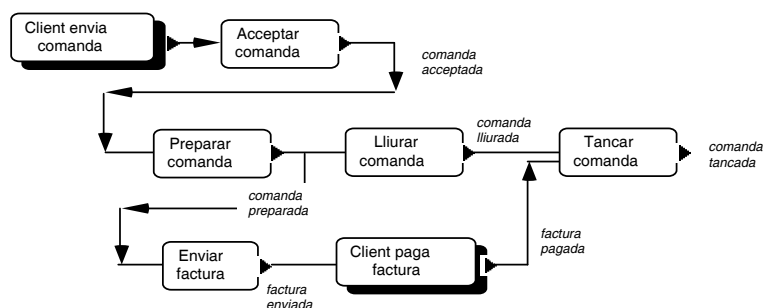 Client envia
comanda
Acceptar
comanda
comanda
acceptada
Preparar
comanda
Lliurar
comanda
comanda
lliurada
Tancar
comanda
comanda
tancada
comanda
preparada
Enviar
factura
factura
enviada
Client paga
factura
factura
pagada